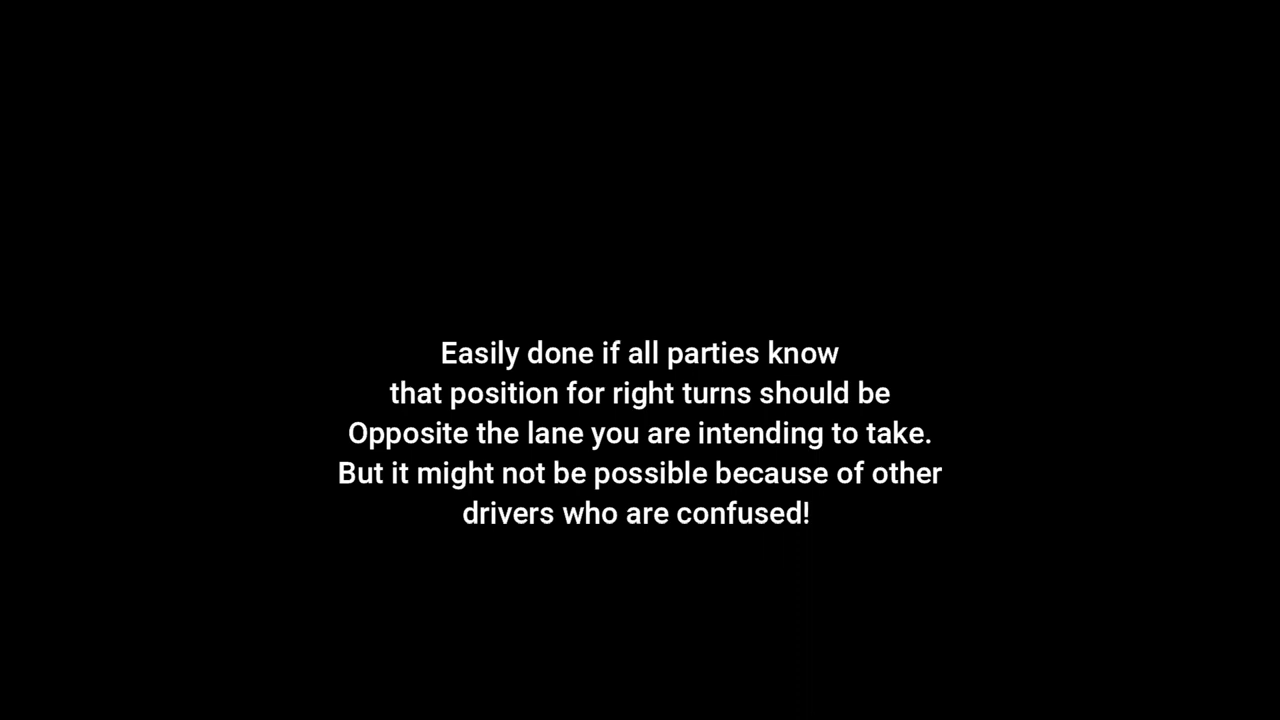 Easily done if all parties know
that position for right turns should be
Opposite the lane you are intending to take.
But it might not be possible because of other
drivers who are confused!